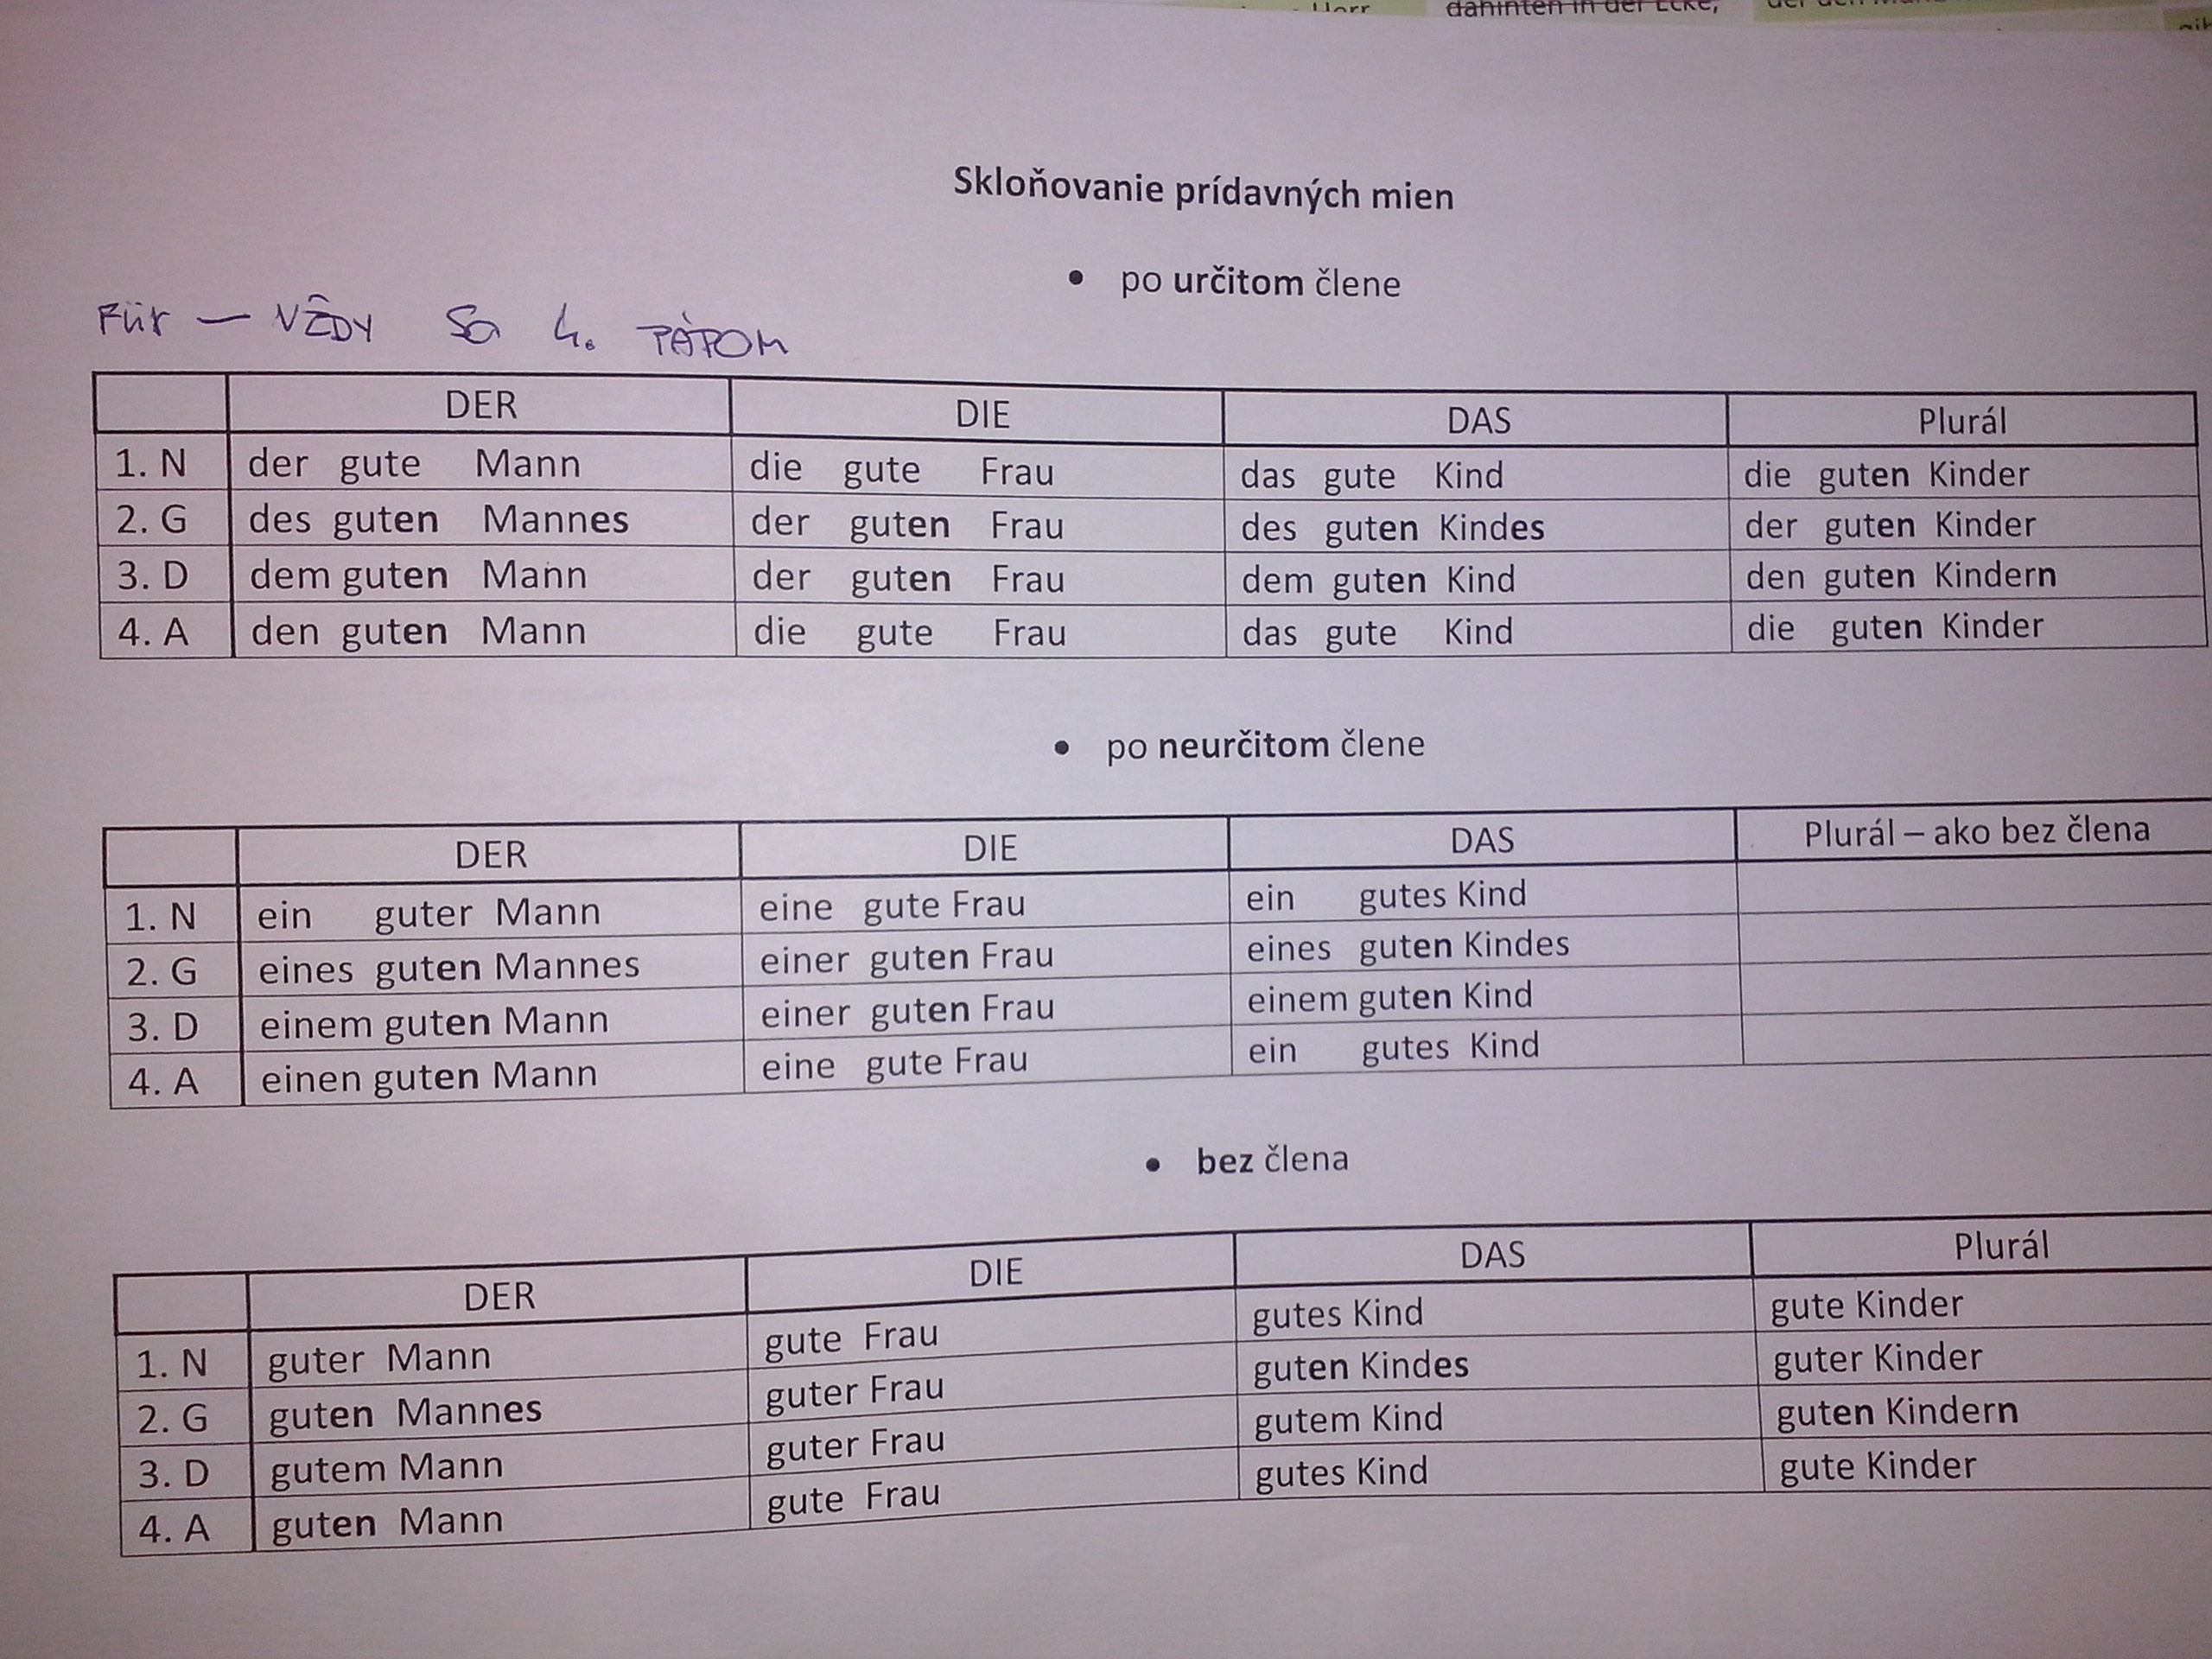 Herr
dahinten in der Ecke,
Skloňovanie prídavných mien
• po určitom člene
Für — VŽDY so 4. PÁDOM
DER DIE DAS Plurál
1. N der gute Mann die gute Frau das gute Kind die guten Kinder
2. G des guten Mannes der guten Frau des guten Kindes der guten Kinder
3. D dem guten Mann der guten Frau dem guten Kind den guten Kindern
4. A den guten Mann die gute Frau das gute Kind die guten Kinder
• po neurčitom člene
DER DIE DAS Plurál – ako bez člena
1. N ein guter Mann eine gute Frau ein gutes Kind
2. G eines guten Mannes einer guten Frau eines guten Kindes
3. D einem guten Mann einer guten Frau einem guten Kind
4. A einen guten Mann eine gute Frau ein gutes Kind
• bez člena
DER DIE DAS Plurál
1. N guter Mann gute Frau gutes Kind gute Kinder
2. G guten Mannes guter Frau guten Kindes guter Kinder
3. D gutem Mann guter Frau gutem Kind guten Kindern
4. A guten Mann gute Frau gutes Kind gute Kinder